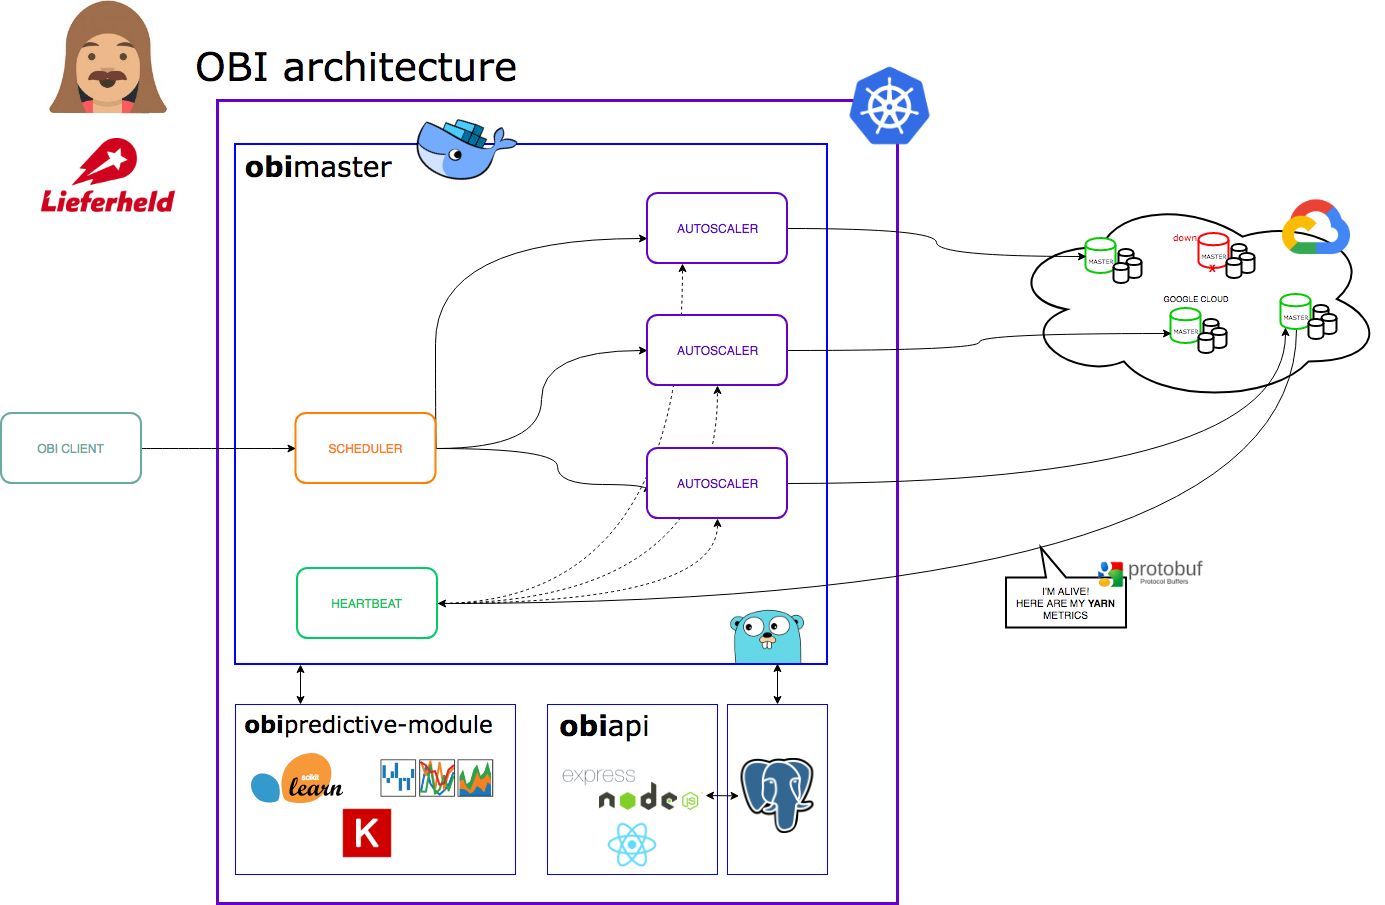 OBI architecture
Lieferheld
obimaster
AUTOSCALER
AUTOSCALER
AUTOSCALER
OBI CLIENT
SCHEDULER
HEARTBEAT
down
MASTER
MASTER
x
GOOGLE CLOUD
MASTER
MASTER
protobuf
Protocol Buffers
I'M ALIVE!
HERE ARE MY YARN
METRICS
obipredictive-module
scikit
learn
K
obiapi
express
node
JS